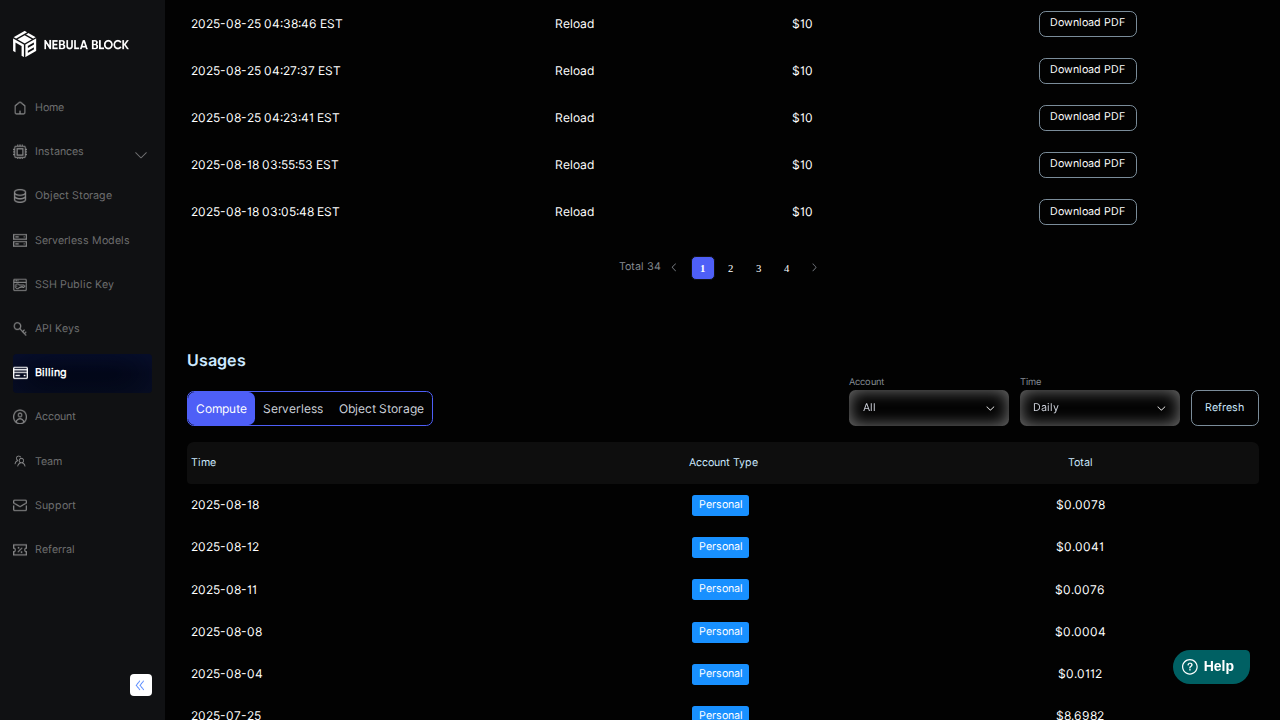 NEBULA BLOCK
Home
Instances
Object Storage
Serverless Models
SSH Public Key
API Keys
Billing
Account
Team
Support
Referral
2025-08-25 04:38:46 EST Reload $10 Download PDF
2025-08-25 04:27:37 EST Reload $10 Download PDF
2025-08-25 04:23:41 EST Reload $10 Download PDF
2025-08-18 03:55:53 EST Reload $10 Download PDF
2025-08-18 03:05:48 EST Reload $10 Download PDF
Total 34 1 2 3 4
Usages
Account Time
Compute Serverless Object Storage All Daily Refresh
Time Account Type Total
2025-08-18 Personal $0.0078
2025-08-12 Personal $0.0041
2025-08-11 Personal $0.0076
2025-08-08 Personal $0.0004
2025-08-04 Personal $0.0112
2025-07-25 Personal $8.6982
Help